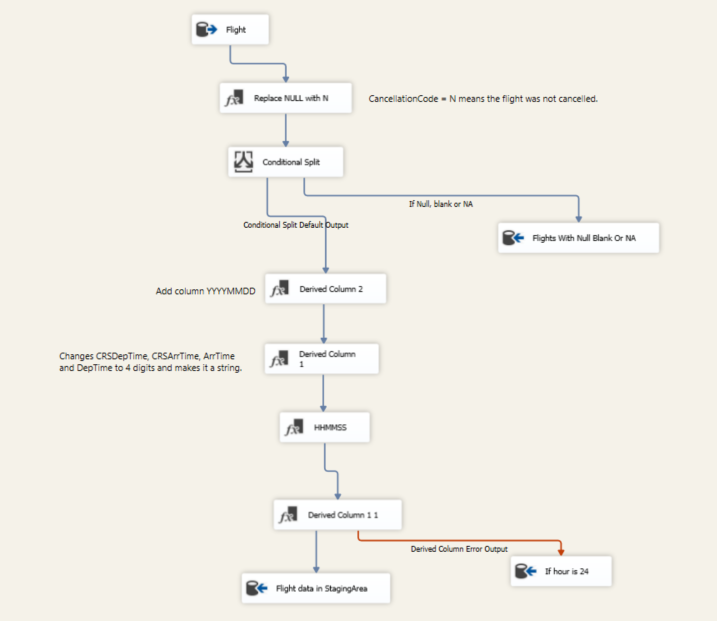 Flight
Replace NULL with N
CancellationCode = N means the flight was not cancelled.
Conditional Split
If Null, blank or NA
Conditional Split Default Output
Flights With Null Blank Or NA
Add column YYYYMMDD
Derived Column 2
Changes CRSDepTime, CRSArrTime, ArrTime
and DepTime to 4 digits and makes it a string.
Derived Column
1
HHMMSS
Derived Column 1 1
Derived Column Error Output
If hour is 24
Flight data in StagingArea